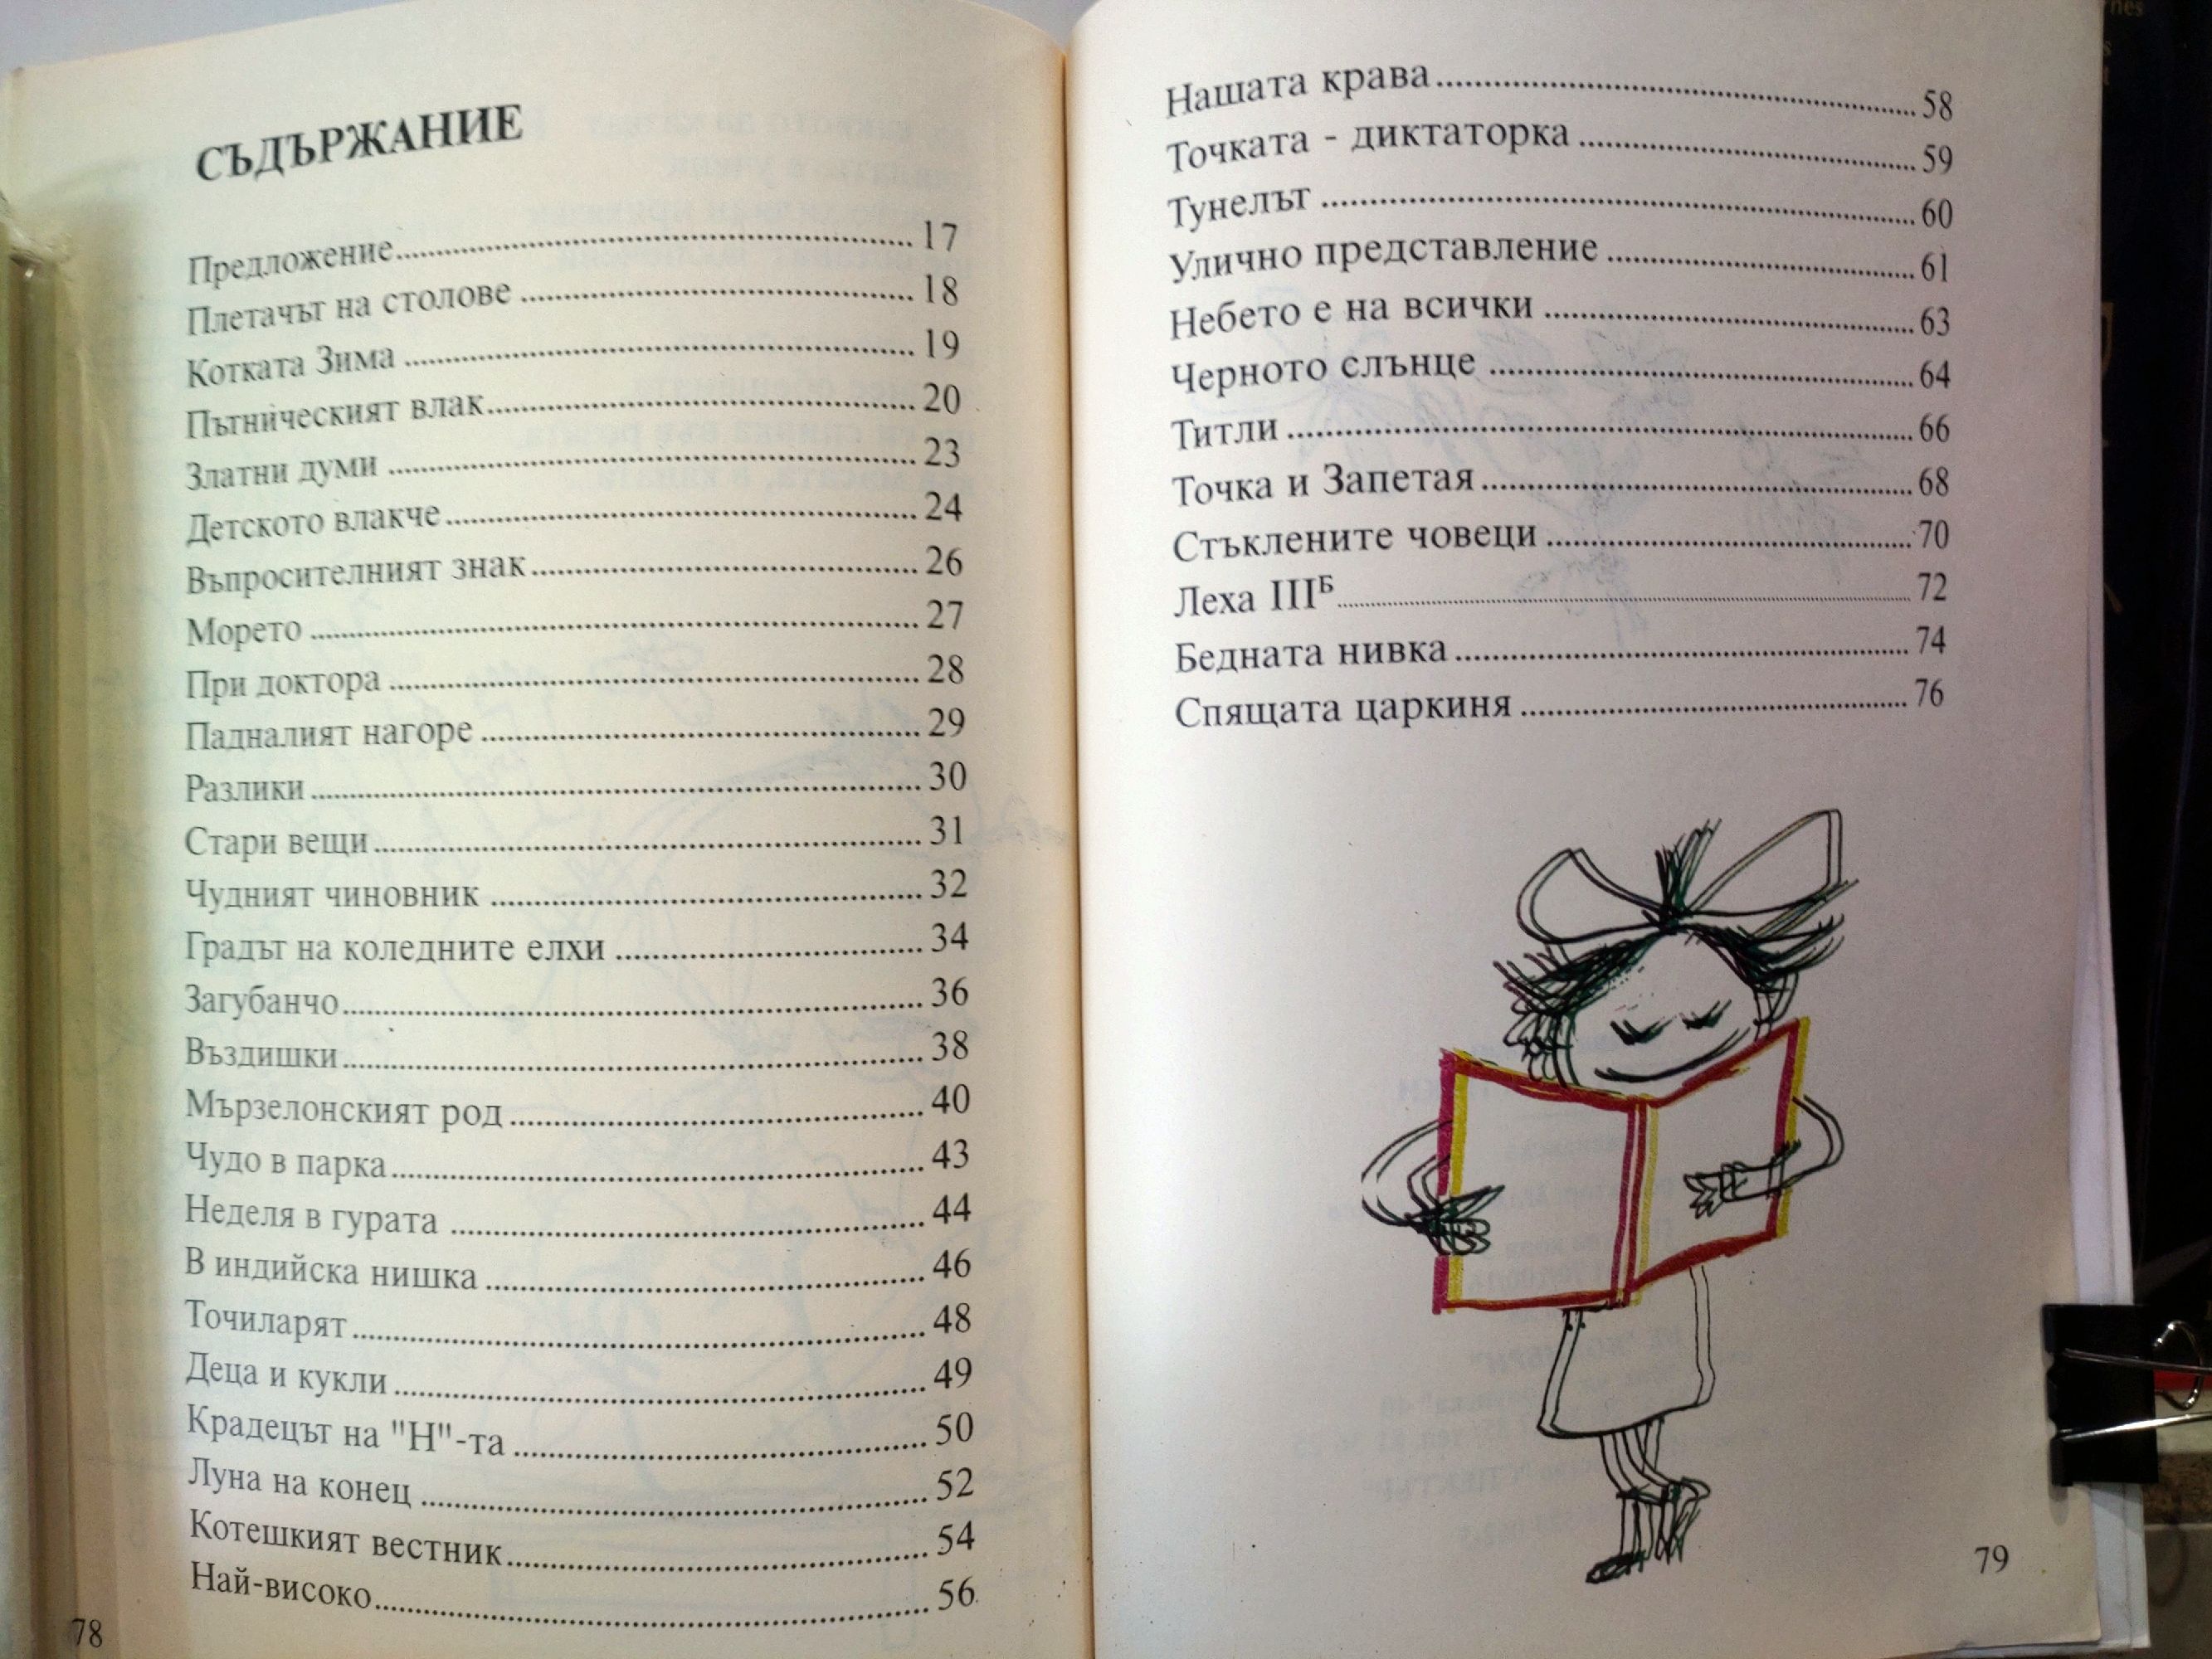 СЪДЪРЖАНИЕ
Предложение.......... 17
Плетачът на столове .......... 18
Котката Зима .......... 19
Пътническият влак.......... 20
Златни думи .......... 23
Детското влакче.......... 24
Въпросителният знак.......... 26
Морето .......... 27
При доктора .......... 28
Падналият нагоре .......... 29
Разлики .......... 30
Стари вещи .......... 31
Чудният чиновник .......... 32
Градът на коледните елхи .......... 34
Загубанчо.......... 36
Въздишки.......... 38
Мързелонският род .......... 40
Чудо в парка.......... 43
Неделя в гурата .......... 44
В индийска нишка .......... 46
Точиларят.......... 48
Деца и кукли .......... 49
Крадецът на "Н"-та .......... 50
Луна на конец .......... 52
Котешкият вестник.......... 54
Най-високо.......... 56
78
Нашата крава.......... 58
Точката - диктаторка .......... 59
Тунелът .......... 60
Улично представление .......... 61
Небето е на всички .......... 63
Черното слънце .......... 64
Титли .......... 66
Точка и Запетая.......... 68
Стъклените човеци .......... 70
Леха IIIБ.......... 72
Бедната нивка .......... 74
Спящата царкиня .......... 76
79